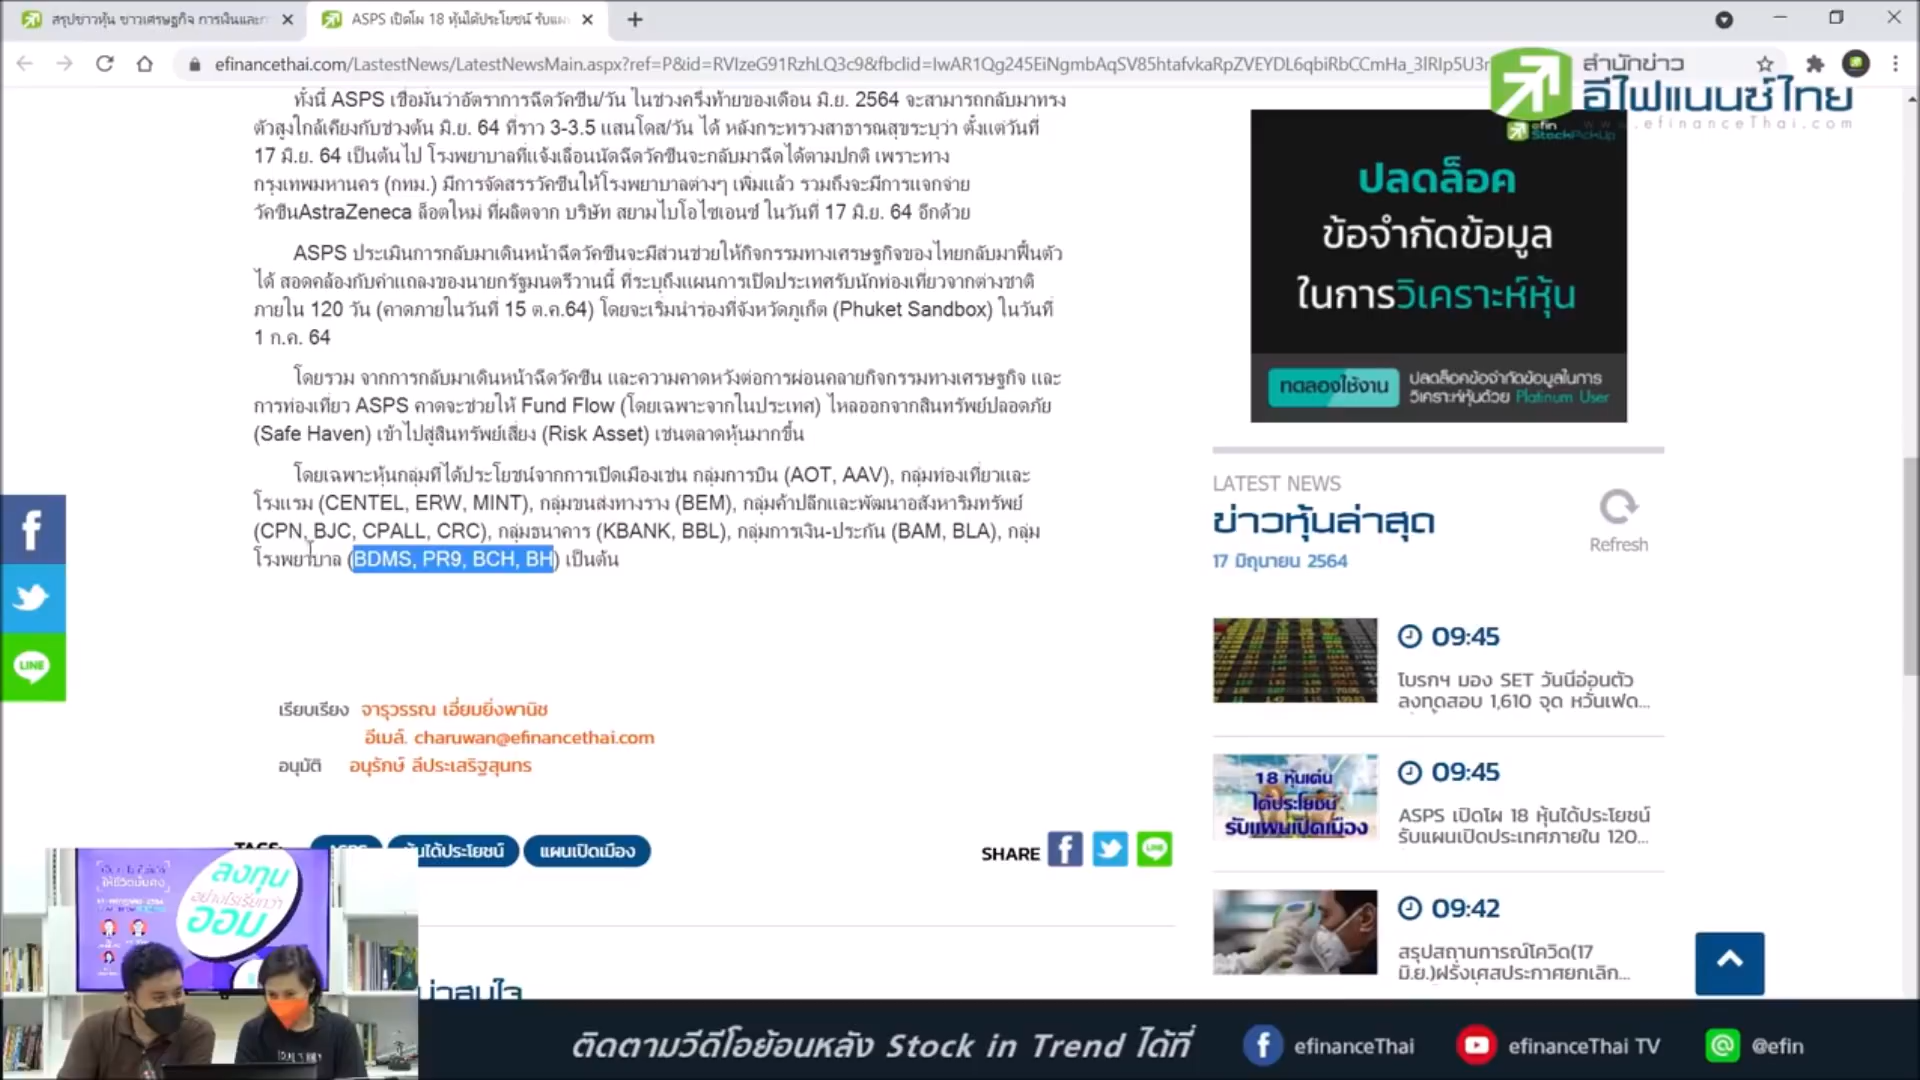 สรุปข่าวหุ้น ข่าวเศรษฐกิจ การเงินและก
ASPS เปิดโผ 18 หุ้นได้ประโยชน์ รับแผน
efinancethai.com/LastestNews/LatestNewsMain.aspx?ref=P&id=RVIzeG91RzhLQ3c9&fbclid=IwAR1Qg245EiNgmbAqSV85htafvkaRpZVEYDL6qbiRbCCmHa_3lRIp5U3r
สำนักข่าว
อีไฟแนนซ์ไทย
www.efinanceThai.com
ทั้งนี้ ASPS เชื่อมั่นว่าอัตราการฉีดวัคซีน/วัน ในช่วงครึ่งท้ายของเดือน มิ.ย. 2564 จะสามารถกลับมาทรง
ตัวสูงใกล้เคียงกับช่วงต้น มิ.ย. 64 ที่ราว 3-3.5 แสนโดส/วัน ได้ หลังกระทรวงสาธารณสุขระบุว่า ตั้งแต่วันที่
17 มิ.ย. 64 เป็นต้นไป โรงพยาบาลที่แจ้งเลื่อนนัดฉีดวัคซีนจะกลับมาฉีดได้ตามปกติ เพราะทาง
กรุงเทพมหานคร (กทม.) มีการจัดสรรวัคซีนให้โรงพยาบาลต่างๆ เพิ่มแล้ว รวมถึงจะมีการแจกจ่าย
วัคซีนAstraZeneca ล็อตใหม่ ที่ผลิตจาก บริษัท สยามไบโอไซเอนซ์ ในวันที่ 17 มิ.ย. 64 อีกด้วย
ASPS ประเมินการกลับมาเดินหน้าฉีดวัคซีนจะมีส่วนช่วยให้กิจกรรมทางเศรษฐกิจของไทยกลับมาฟื้นตัว
ได้ สอดคล้องกับคำแถลงของนายกรัฐมนตรีวานนี้ ที่ระบุถึงแผนการเปิดประเทศรับนักท่องเที่ยวจากต่างชาติ
ภายใน 120 วัน (คาดภายในวันที่ 15 ต.ค.64) โดยจะเริ่มนำร่องที่จังหวัดภูเก็ต (Phuket Sandbox) ในวันที่
1 ก.ค. 64
โดยรวม จากการกลับมาเดินหน้าฉีดวัคซีน และความคาดหวังต่อการผ่อนคลายกิจกรรมทางเศรษฐกิจ และ
การท่องเที่ยว ASPS คาดจะช่วยให้ Fund Flow (โดยเฉพาะจากในประเทศ) ไหลออกจากสินทรัพย์ปลอดภัย
(Safe Haven) เข้าไปสู่สินทรัพย์เสี่ยง (Risk Asset) เช่นตลาดหุ้นมากขึ้น
โดยเฉพาะหุ้นกลุ่มที่ได้ประโยชน์จากการเปิดเมืองเช่น กลุ่มการบิน (AOT, AAV), กลุ่มท่องเที่ยวและ
โรงแรม (CENTEL, ERW, MINT), กลุ่มขนส่งทางราง (BEM), กลุ่มค้าปลีกและพัฒนาอสังหาริมทรัพย์
(CPN, BJC, CPALL, CRC), กลุ่มธนาคาร (KBANK, BBL), กลุ่มการเงิน-ประกัน (BAM, BLA), กลุ่ม
โรงพยาบาล (BDMS, PR9, BCH, BH) เป็นต้น
เรียบเรียง จารุวรรณ เอี่ยมยิ่งพานิช
อีเมล์. charuwan@efinancethai.com
อนุมัติ อนุรักษ์ ลีประเสริฐสุนทร
TAGS: ASPS หุ้นได้ประโยชน์ แผนเปิดเมือง
SHARE
น่าสนใจ
efin
StockPickUp
ปลดล็อค
ข้อจำกัดข้อมูล
ในการวิเคราะห์หุ้น
ทดลองใช้งาน
ปลดล็อคข้อจำกัดข้อมูลในการ
วิเคราะห์หุ้นด้วย Platinum User
LATEST NEWS
ข่าวหุ้นล่าสุด
17 มิถุนายน 2564
Refresh
09:45
โบรกฯ มอง SET วันนี้อ่อนตัว
ลงทดสอบ 1,610 จุด หวั่นเฟด...
18 หุ้นเด่น
ได้ประโยชน์
รับแผนเปิดเมือง
09:45
ASPS เปิดโผ 18 หุ้นได้ประโยชน์
รับแผนเปิดประเทศภายใน 120...
09:42
สรุปสถานการณ์โควิด(17
มิ.ย.)ฝรั่งเศสประกาศยกเลิก...
LINE
ให้ชีวิตมั่นคง
ลงทุน
อย่างไรเรียกว่า
ออม
ติดตามวีดีโอย้อนหลัง Stock in Trend ได้ที่
efinanceThai
efinanceThai TV
@efin